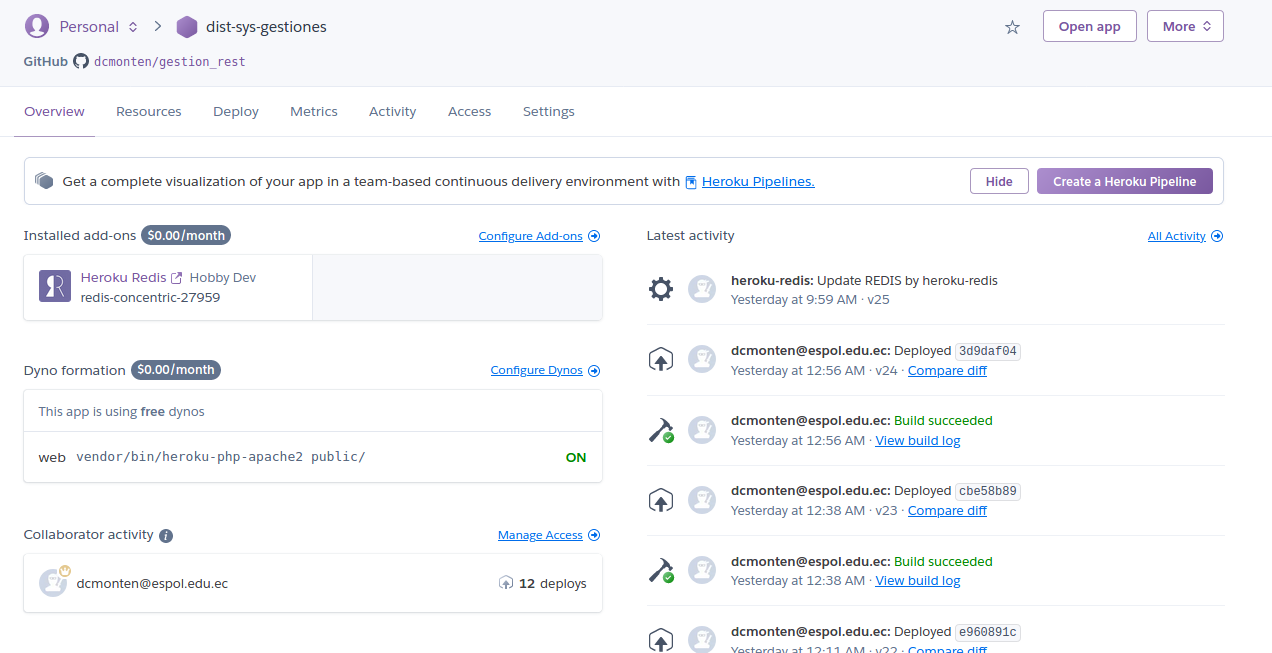 Personal > dist-sys-gestiones
Open app
More
GitHub dcmonten/gestion_rest
Overview Resources Deploy Metrics Activity Access Settings
Get a complete visualization of your app in a team-based continuous delivery environment with Heroku Pipelines.
Hide
Create a Heroku Pipeline
Installed add-ons $0.00/month
Configure Add-ons
Heroku Redis Hobby Dev
redis-concentric-27959
Dyno formation $0.00/month
Configure Dynos
This app is using free dynos
web vendor/bin/heroku-php-apache2 public/ ON
Collaborator activity
Manage Access
dcmonten@espol.edu.ec 12 deploys
Latest activity
All Activity
heroku-redis: Update REDIS by heroku-redis
Yesterday at 9:59 AM · v25
dcmonten@espol.edu.ec: Deployed 3d9daf04
Yesterday at 12:56 AM · v24 · Compare diff
dcmonten@espol.edu.ec: Build succeeded
Yesterday at 12:56 AM · View build log
dcmonten@espol.edu.ec: Deployed cbe58b89
Yesterday at 12:38 AM · v23 · Compare diff
dcmonten@espol.edu.ec: Build succeeded
Yesterday at 12:38 AM · View build log
dcmonten@espol.edu.ec: Deployed e960891c
Yesterday at 12:11 AM · v22 · Compare diff